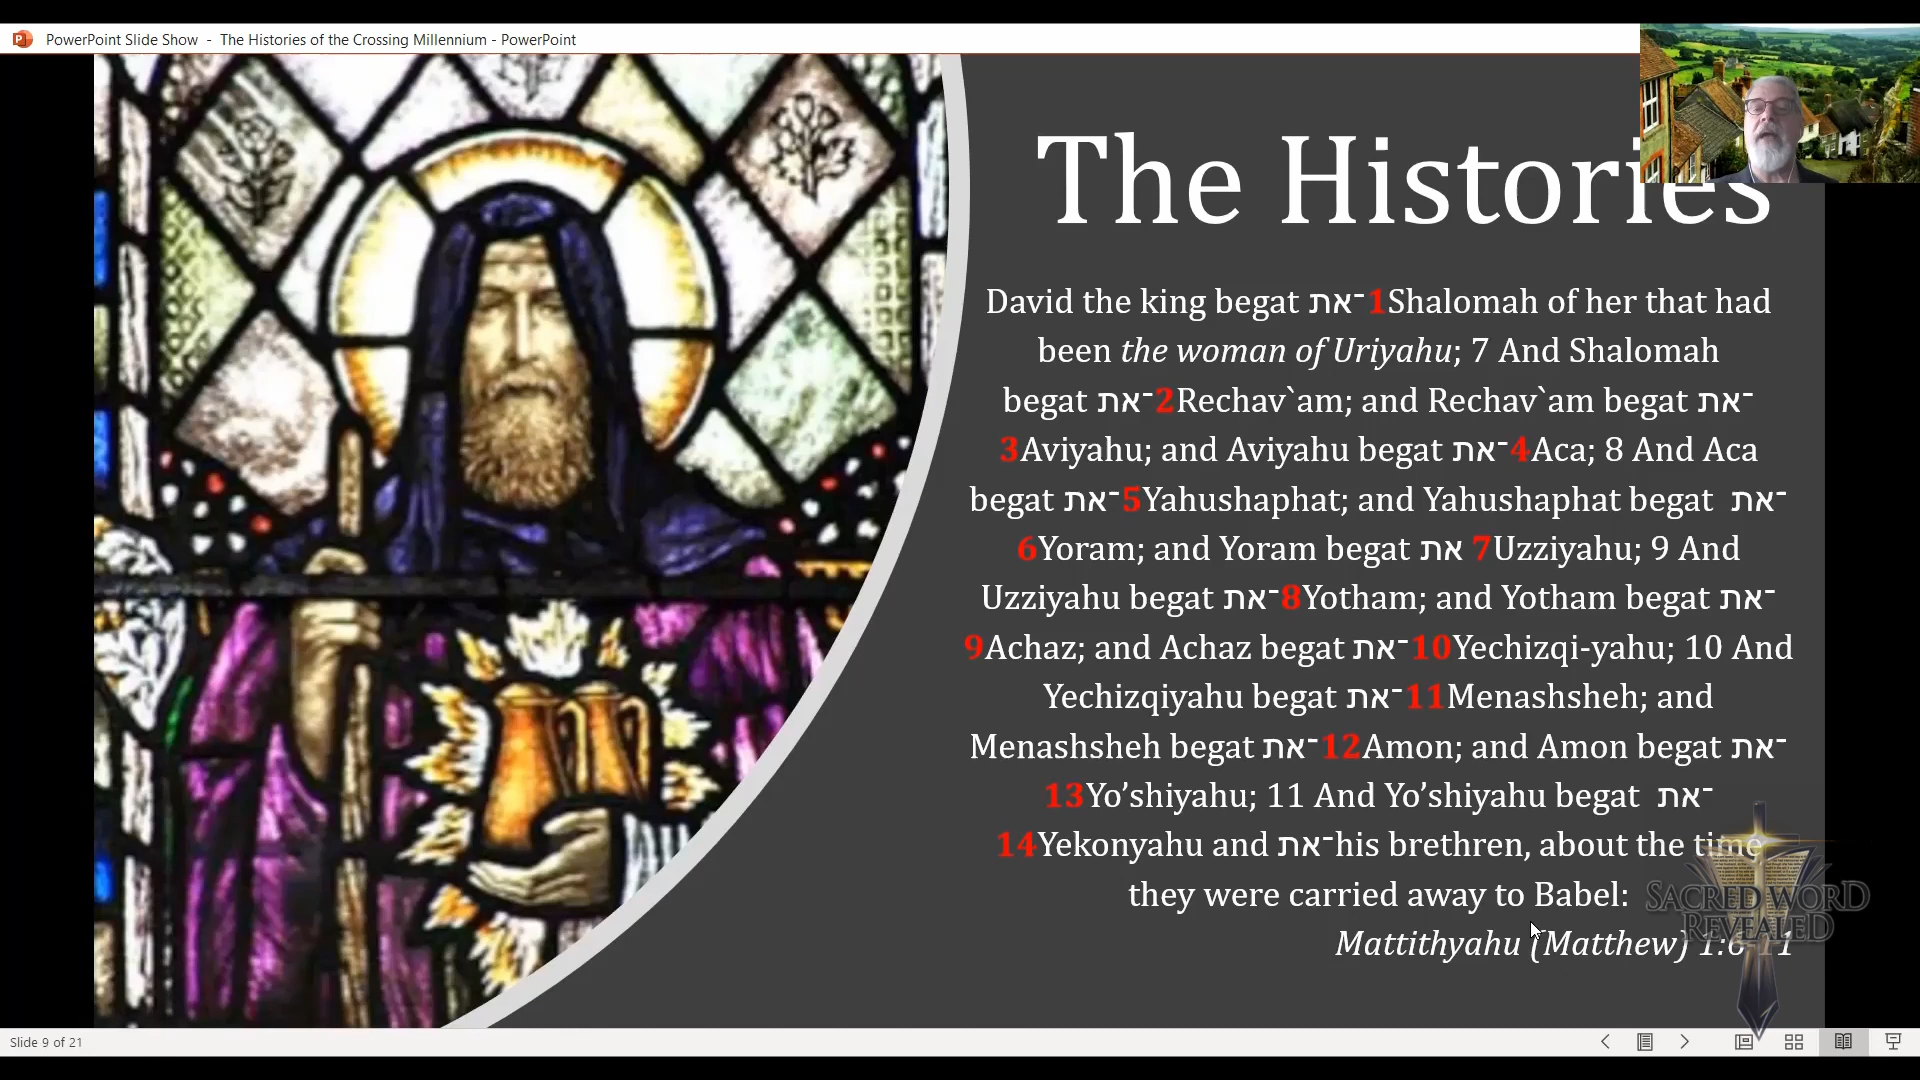 PowerPoint Slide Show - The Histories of the Crossing Millennium - PowerPoint
The Histories
David the king begat את־1Shalomah of her that had
been the woman of Uriyahu; 7 And Shalomah
begat את־2Rechav`am; and Rechav`am begat את־
3Aviyahu; and Aviyahu begat את־4Aca; 8 And Aca
begat את־5Yahushaphat; and Yahushaphat begat את־
6Yoram; and Yoram begat את 7Uzziyahu; 9 And
Uzziyahu begat את־8Yotham; and Yotham begat את־
9Achaz; and Achaz begat את־10Yechizqi-yahu; 10 And
Yechizqiyahu begat את־11Menashsheh; and
Menashsheh begat את־12Amon; and Amon begat את־
13Yo’shiyahu; 11 And Yo’shiyahu begat את־
14Yekonyahu and את־his brethren, about the time
they were carried away to Babel:
Mattithyahu (Matthew) 1:6-11
SACRED WORD
REVEALED
Slide 9 of 21